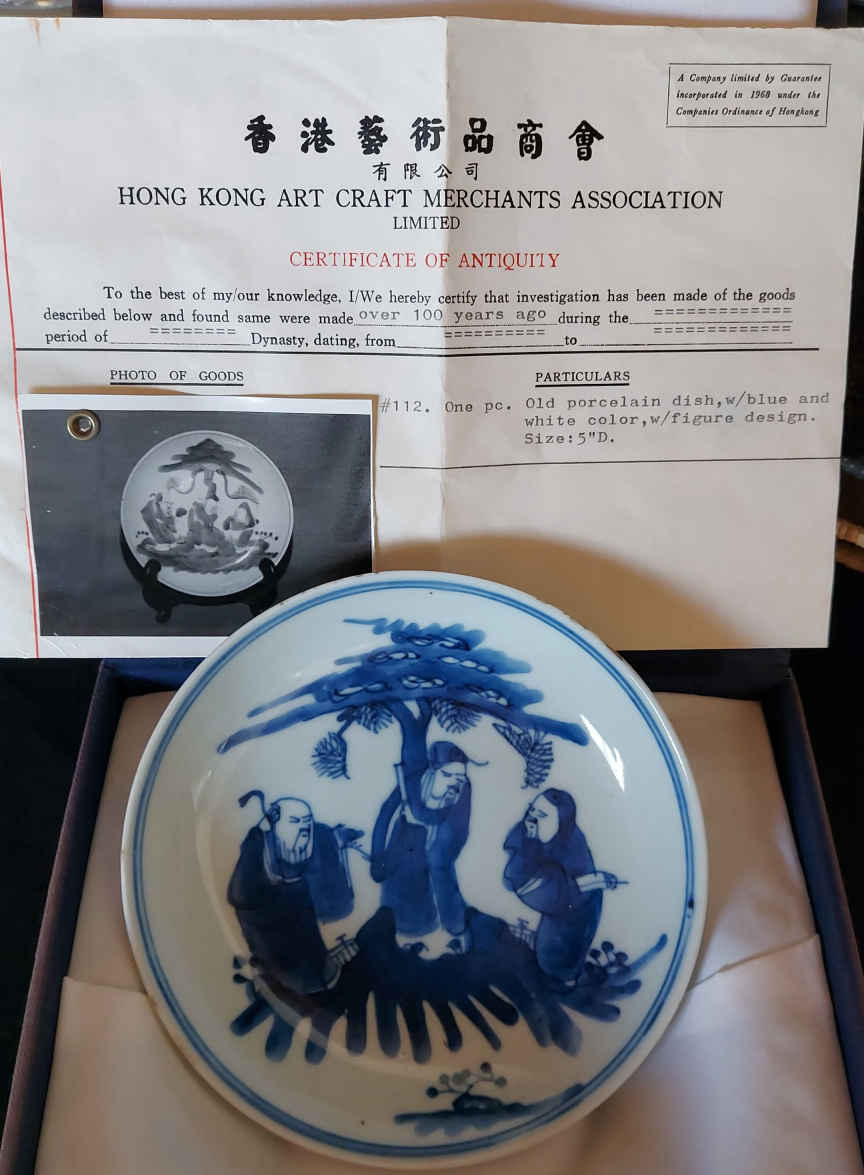 A Company limited by Guarantee
incorporated in 1968 under the
Companies Ordinance of Hongkong
香港藝術品商會
有限公司
HONG KONG ART CRAFT MERCHANTS ASSOCIATION
LIMITED
CERTIFICATE OF ANTIQUITY
To the best of my/our knowledge, I/We hereby certify that investigation has been made of the goods
described below and found same were made over 100 years ago during the =============
period of ======== Dynasty, dating, from ========== to =============
PHOTO OF GOODS
PARTICULARS
#112. One pc. Old porcelain dish,w/blue and
white color,w/figure design.
Size:5"D.